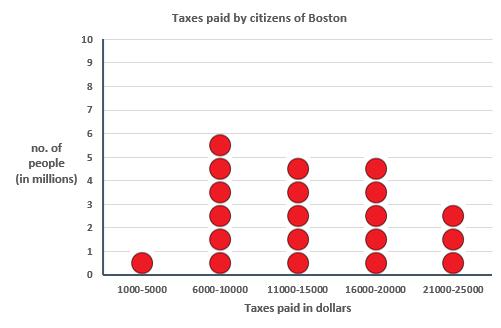 Taxes paid by citizens of Boston
10
9
8
7
6
5
4
3
2
1
0
no. of
people
(in millions)
1000-5000 6000-10000 11000-15000 16000-20000 21000-25000
Taxes paid in dollars